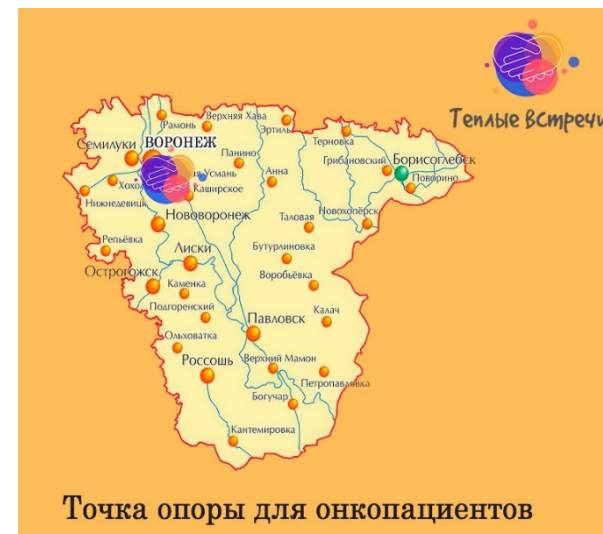 Теплые Встречи
Верхняя Хава
Рамонь
Эртиль
Семилуки
ВОРОНЕЖ
Терновка
Панино
Грибановский
Борисоглебск
Усмань
Анна
Поворино
Каширское
Нижнедевицк
Нововоронеж
Новохопёрск
Таловая
Репьёвка
Лиски
Бутурлиновка
Острогожск
Воробьёвка
Каменка
Подгоренский
Калач
Павловск
Ольховатка
Россошь
Верхний Мамон
Петропавловка
Богучар
Кантемировка
Точка опоры для онкопациентов